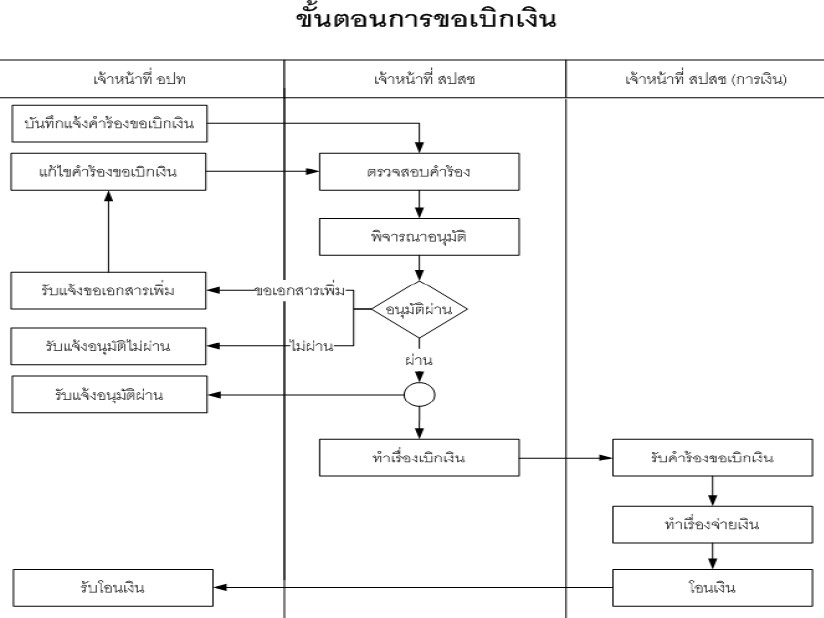 ขั้นตอนการขอเบิกเงิน
เจ้าหน้าที่ อปท
เจ้าหน้าที่ สปสช
เจ้าหน้าที่ สปสช (การเงิน)
บันทึกแจ้งคำร้องขอเบิกเงิน
แก้ไขคำร้องขอเบิกเงิน
ตรวจสอบคำร้อง
พิจารณาอนุมัติ
รับแจ้งขอเอกสารเพิ่ม
ขอเอกสารเพิ่ม
อนุมัติผ่าน
รับแจ้งอนุมัติไม่ผ่าน
ไม่ผ่าน
ผ่าน
รับแจ้งอนุมัติผ่าน
ทำเรื่องเบิกเงิน
รับคำร้องขอเบิกเงิน
ทำเรื่องจ่ายเงิน
รับโอนเงิน
โอนเงิน